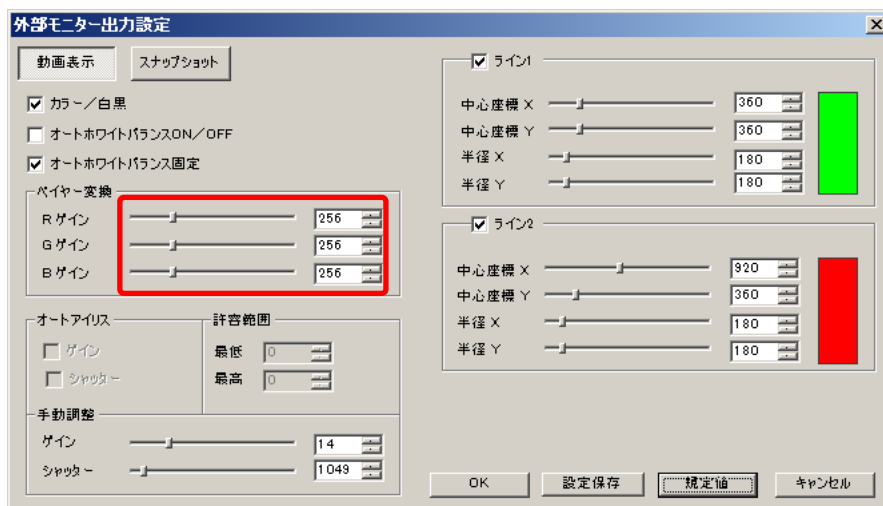 外部モニター出力設定
動画表示 スナップショット
カラー／白黒
オートホワイトバランスON／OFF
オートホワイトバランス固定
ベイヤー変換
Rゲイン 256
Gゲイン 256
Bゲイン 256
オートアイリス
ゲイン
シャッター
許容範囲
最低 0
最高 0
手動調整
ゲイン 14
シャッター 1049
ライン1
中心座標 X 360
中心座標 Y 360
半径 X 180
半径 Y 180
ライン2
中心座標 X 920
中心座標 Y 360
半径 X 180
半径 Y 180
OK 設定保存 規定値 キャンセル